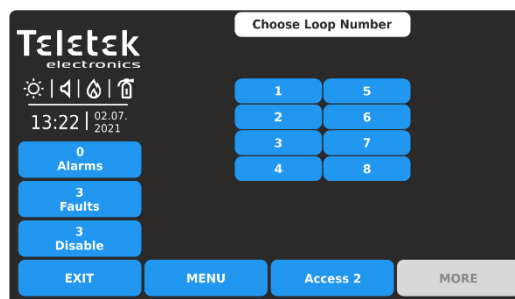 Choose Loop Number
Teletek
electronics
13:22 02.07.
2021
1 5
2 6
3 7
4 8
0
Alarms
3
Faults
3
Disable
EXIT MENU Access 2 MORE